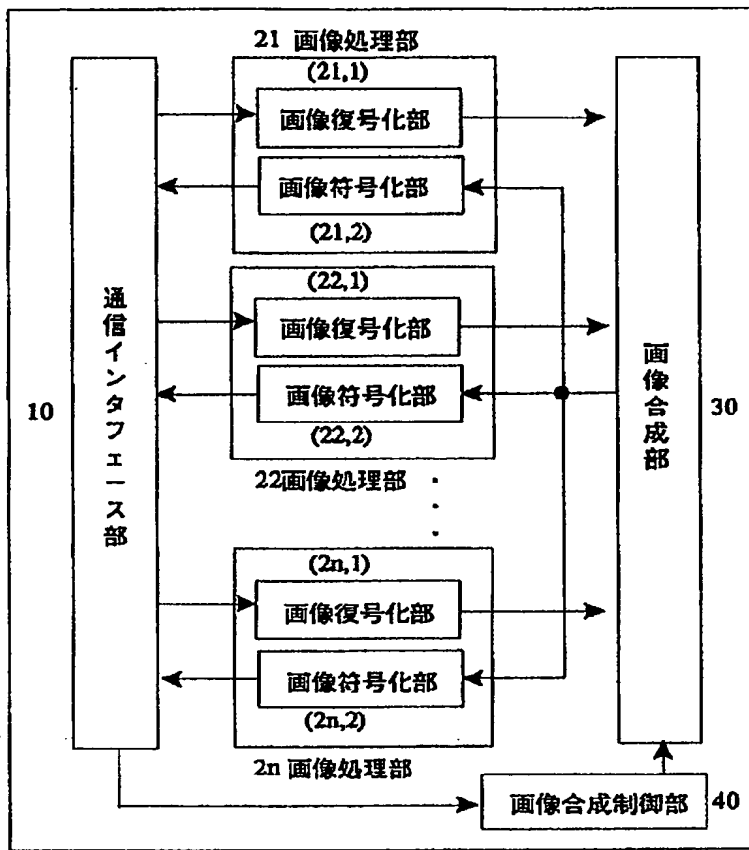 21 画像処理部
(21,1)
画像復号化部
画像符号化部
(21,2)
(22,1)
画像復号化部
画像符号化部
(22,2)
22画像処理部
(2n,1)
画像復号化部
画像符号化部
(2n,2)
2n 画像処理部
10
通信インタフェース部
画像合成部
30
画像合成制御部
40